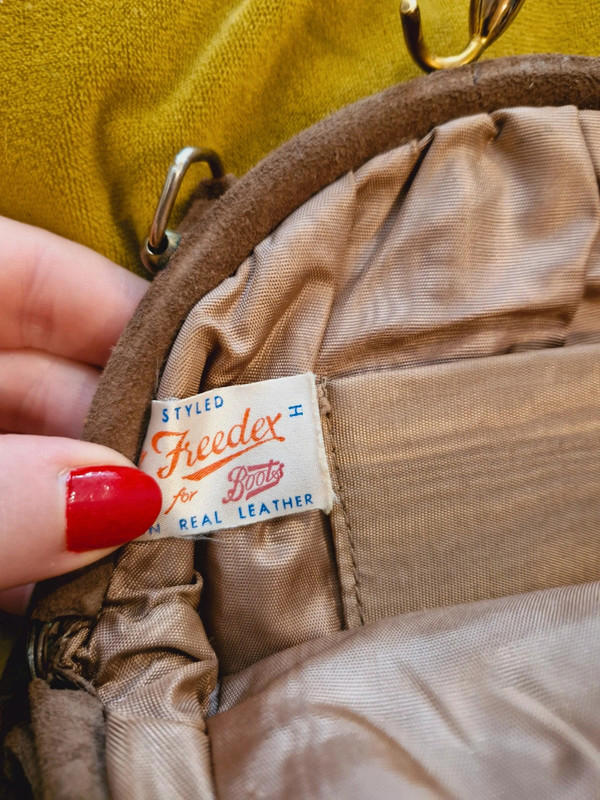 STYLED
H
Freedex
for Boots
N REAL LEATHER